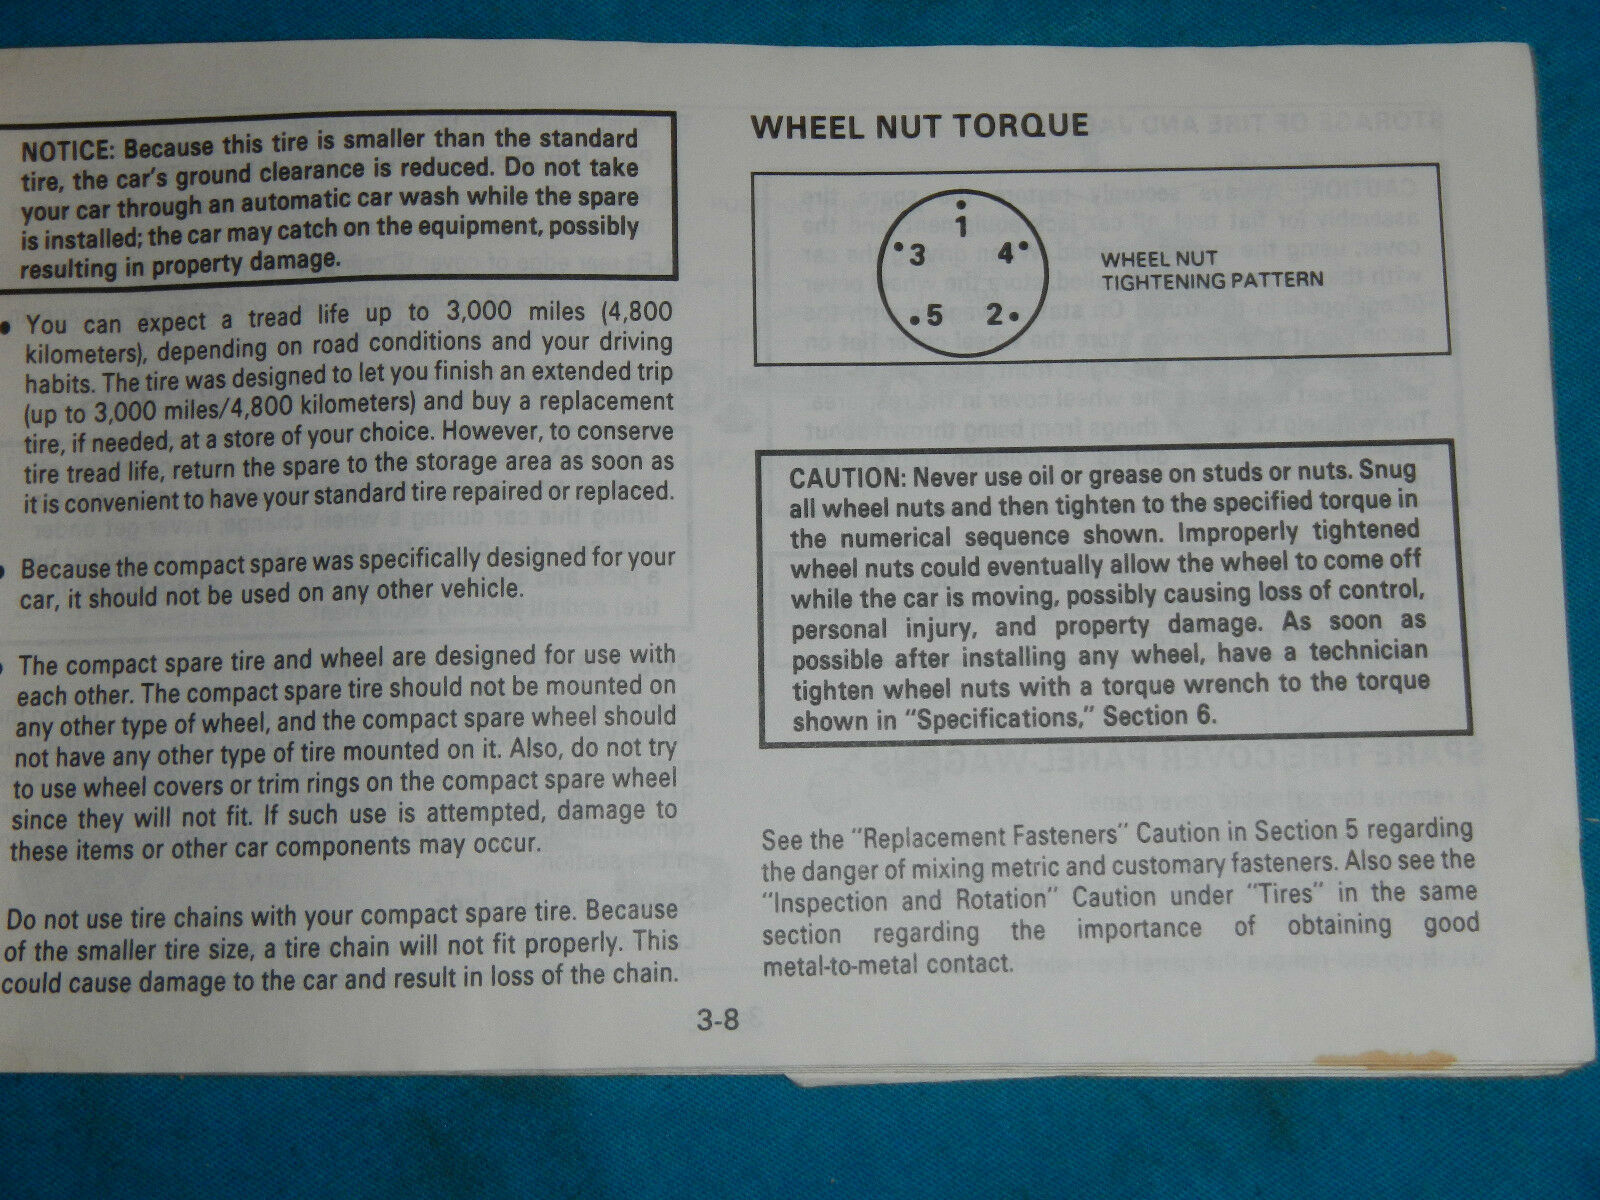 NOTICE: Because this tire is smaller than the standard
tire, the car's ground clearance is reduced. Do not take
your car through an automatic car wash while the spare
is installed; the car may catch on the equipment, possibly
resulting in property damage.
• You can expect a tread life up to 3,000 miles (4,800
kilometers), depending on road conditions and your driving
habits. The tire was designed to let you finish an extended trip
(up to 3,000 miles/4,800 kilometers) and buy a replacement
tire, if needed, at a store of your choice. However, to conserve
tire tread life, return the spare to the storage area as soon as
it is convenient to have your standard tire repaired or replaced.
• Because the compact spare was specifically designed for your
car, it should not be used on any other vehicle.
• The compact spare tire and wheel are designed for use with
each other. The compact spare tire should not be mounted on
any other type of wheel, and the compact spare wheel should
not have any other type of tire mounted on it. Also, do not try
to use wheel covers or trim rings on the compact spare wheel
since they will not fit. If such use is attempted, damage to
these items or other car components may occur.
Do not use tire chains with your compact spare tire. Because
of the smaller tire size, a tire chain will not fit properly. This
could cause damage to the car and result in loss of the chain.
WHEEL NUT TORQUE
1
3 4
5 2
WHEEL NUT
TIGHTENING PATTERN
CAUTION: Never use oil or grease on studs or nuts. Snug
all wheel nuts and then tighten to the specified torque in
the numerical sequence shown. Improperly tightened
wheel nuts could eventually allow the wheel to come off
while the car is moving, possibly causing loss of control,
personal injury, and property damage. As soon as
possible after installing any wheel, have a technician
tighten wheel nuts with a torque wrench to the torque
shown in "Specifications," Section 6.
See the "Replacement Fasteners" Caution in Section 5 regarding
the danger of mixing metric and customary fasteners. Also see the
"Inspection and Rotation" Caution under "Tires" in the same
section regarding the importance of obtaining good
metal-to-metal contact.
3-8